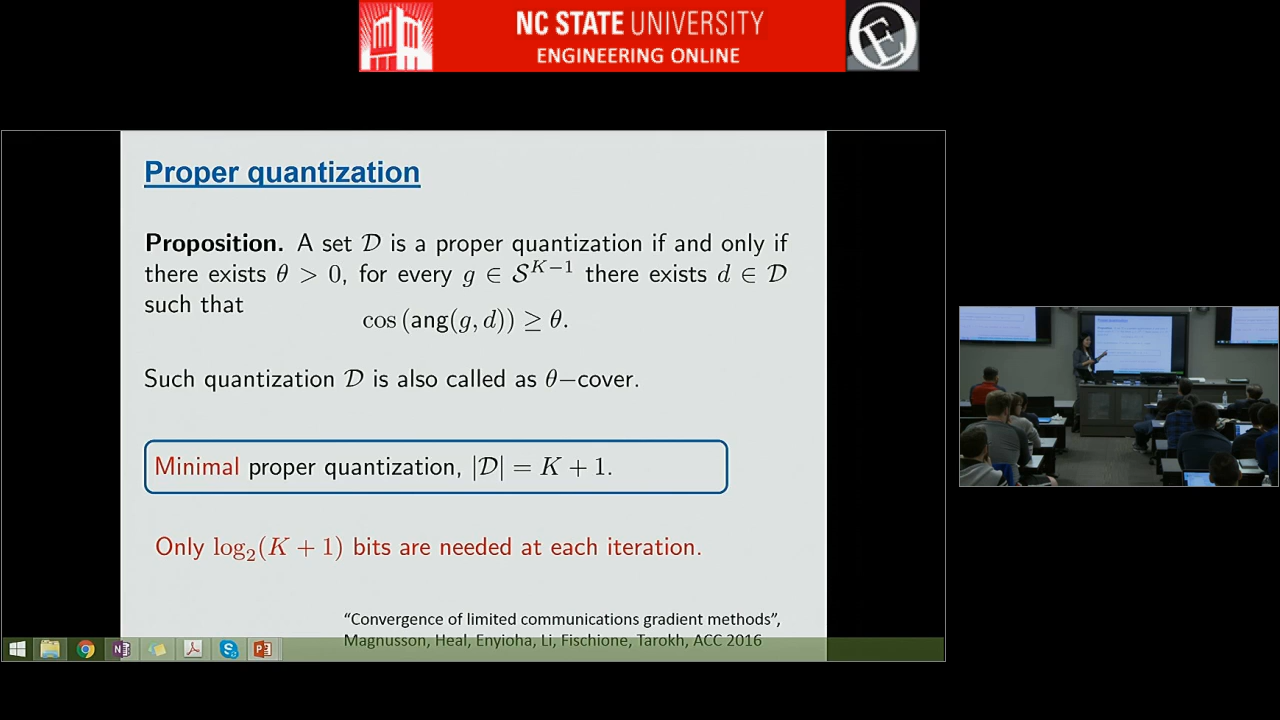 NC STATE UNIVERSITY
ENGINEERING ONLINE
Proper quantization
Proposition. A set 𝒟 is a proper quantization if and only if
there exists θ > 0, for every g ∈ 𝒮^{K−1} there exists d ∈ 𝒟
such that
cos (ang(g, d)) ≥ θ.
Such quantization 𝒟 is also called as θ−cover.
Minimal proper quantization, |𝒟| = K + 1.
Only log₂(K + 1) bits are needed at each iteration.
“Convergence of limited communications gradient methods”,
Magnusson, Heal, Enyioha, Li, Fischione, Tarokh, ACC 2016